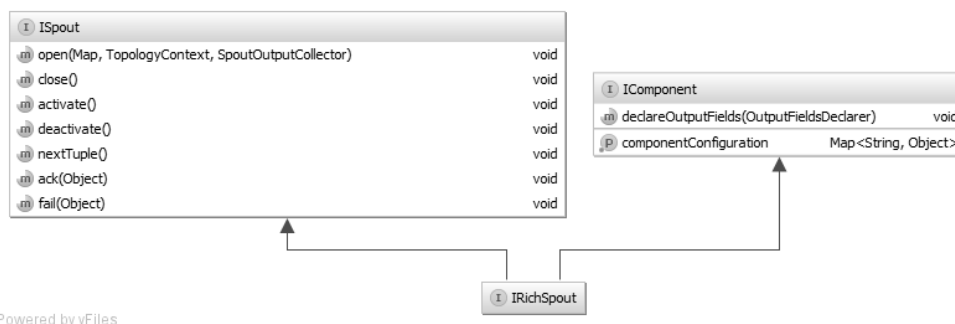 I ISpout
m open(Map, TopologyContext, SpoutOutputCollector) void
m close() void
m activate() void
m deactivate() void
m nextTuple() void
m ack(Object) void
m fail(Object) void
I IComponent
m declareOutputFields(OutputFieldsDeclarer) void
P componentConfiguration Map<String, Object>
I IRichSpout
Powered by yFiles